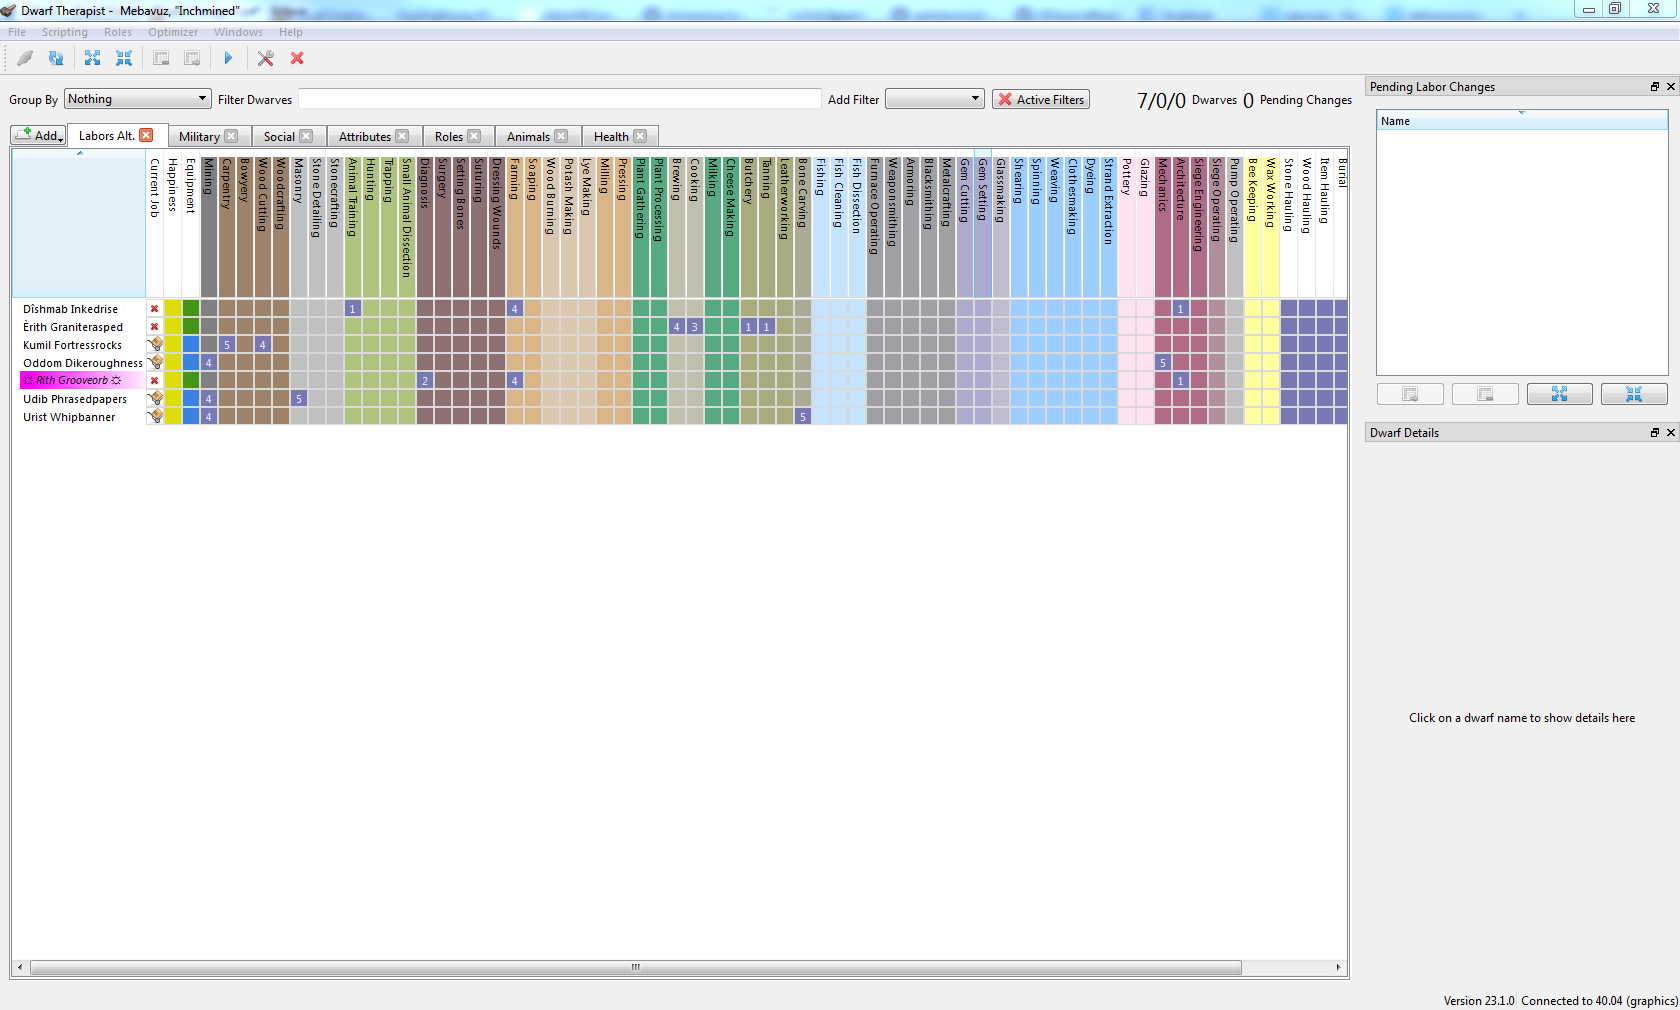 Dwarf Therapist - Mebavuz, "Inchmined"
File Scripting Roles Optimizer Windows Help
Group By Nothing Filter Dwarves Add Filter Active Filters 7/0/0 Dwarves 0 Pending Changes
Add Labors Alt. Military Social Attributes Roles Animals Health
Current Job
Happiness
Equipment
Mining
Carpentry
Bowyery
Wood Cutting
Woodcrafting
Masonry
Stone Detailing
Stonecrafting
Animal Training
Hunting
Trapping
Small Animal Dissection
Diagnosis
Surgery
Setting Bones
Suturing
Dressing Wounds
Farming
Soaping
Wood Burning
Potash Making
Lye Making
Milling
Pressing
Plant Gathering
Plant Processing
Brewing
Cooking
Milking
Cheese Making
Butchery
Tanning
Leatherworking
Bone Carving
Fishing
Fish Cleaning
Fish Dissection
Furnace Operating
Weaponsmithing
Armoring
Blacksmithing
Metalcrafting
Gem Cutting
Gem Setting
Glassmaking
Shearing
Spinning
Weaving
Clothesmaking
Dyeing
Strand Extraction
Pottery
Glazing
Mechanics
Architecture
Siege Engineering
Siege Operating
Pump Operating
Bee Keeping
Wax Working
Stone Hauling
Wood Hauling
Item Hauling
Burial
Dîshmab Inkedrise 1 4 1
Èrith Graniterasped 4 3 1 1
Kumil Fortressrocks 5 4
Oddom Dikeroughness 4 5
☼ Rith Grooveorb ☼ 2 4 1
Udib Phrasedpapers 4 5
Urist Whipbanner 4 5
Pending Labor Changes
Name
Dwarf Details
Click on a dwarf name to show details here
Version 23.1.0 Connected to 40.04 (graphics)